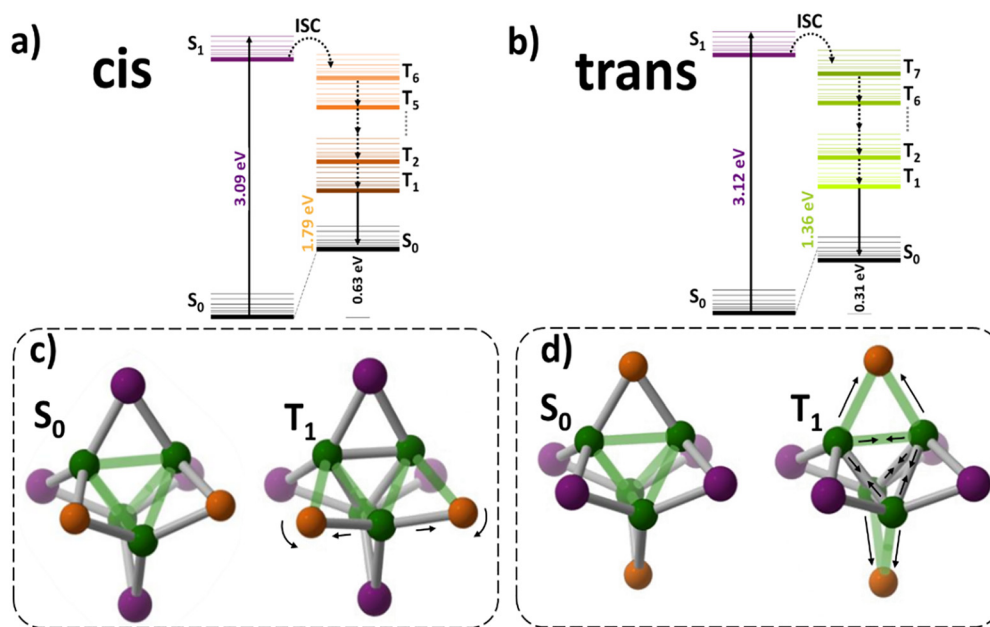 a)
cis
S1
ISC
T6
T5
T2
T1
S0
S0
3.09 eV
1.79 eV
0.63 eV
b)
trans
S1
ISC
T7
T6
T2
T1
S0
S0
3.12 eV
1.36 eV
0.31 eV
c)
S0
T1
d)
S0
T1